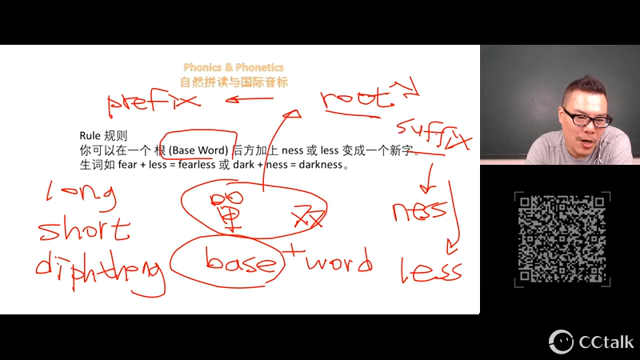 Phonics & Phonetics
自然拼读与国际音标
prefix ← root
suffix
Rule 规则
你可以在一个 根 (Base Word) 后方加上 ness 或 less 变成一个新字
生词如 fear + less = fearless 或 dark + ness = darkness。
long
short
diphthong
ness
base + word
less
CCtalk